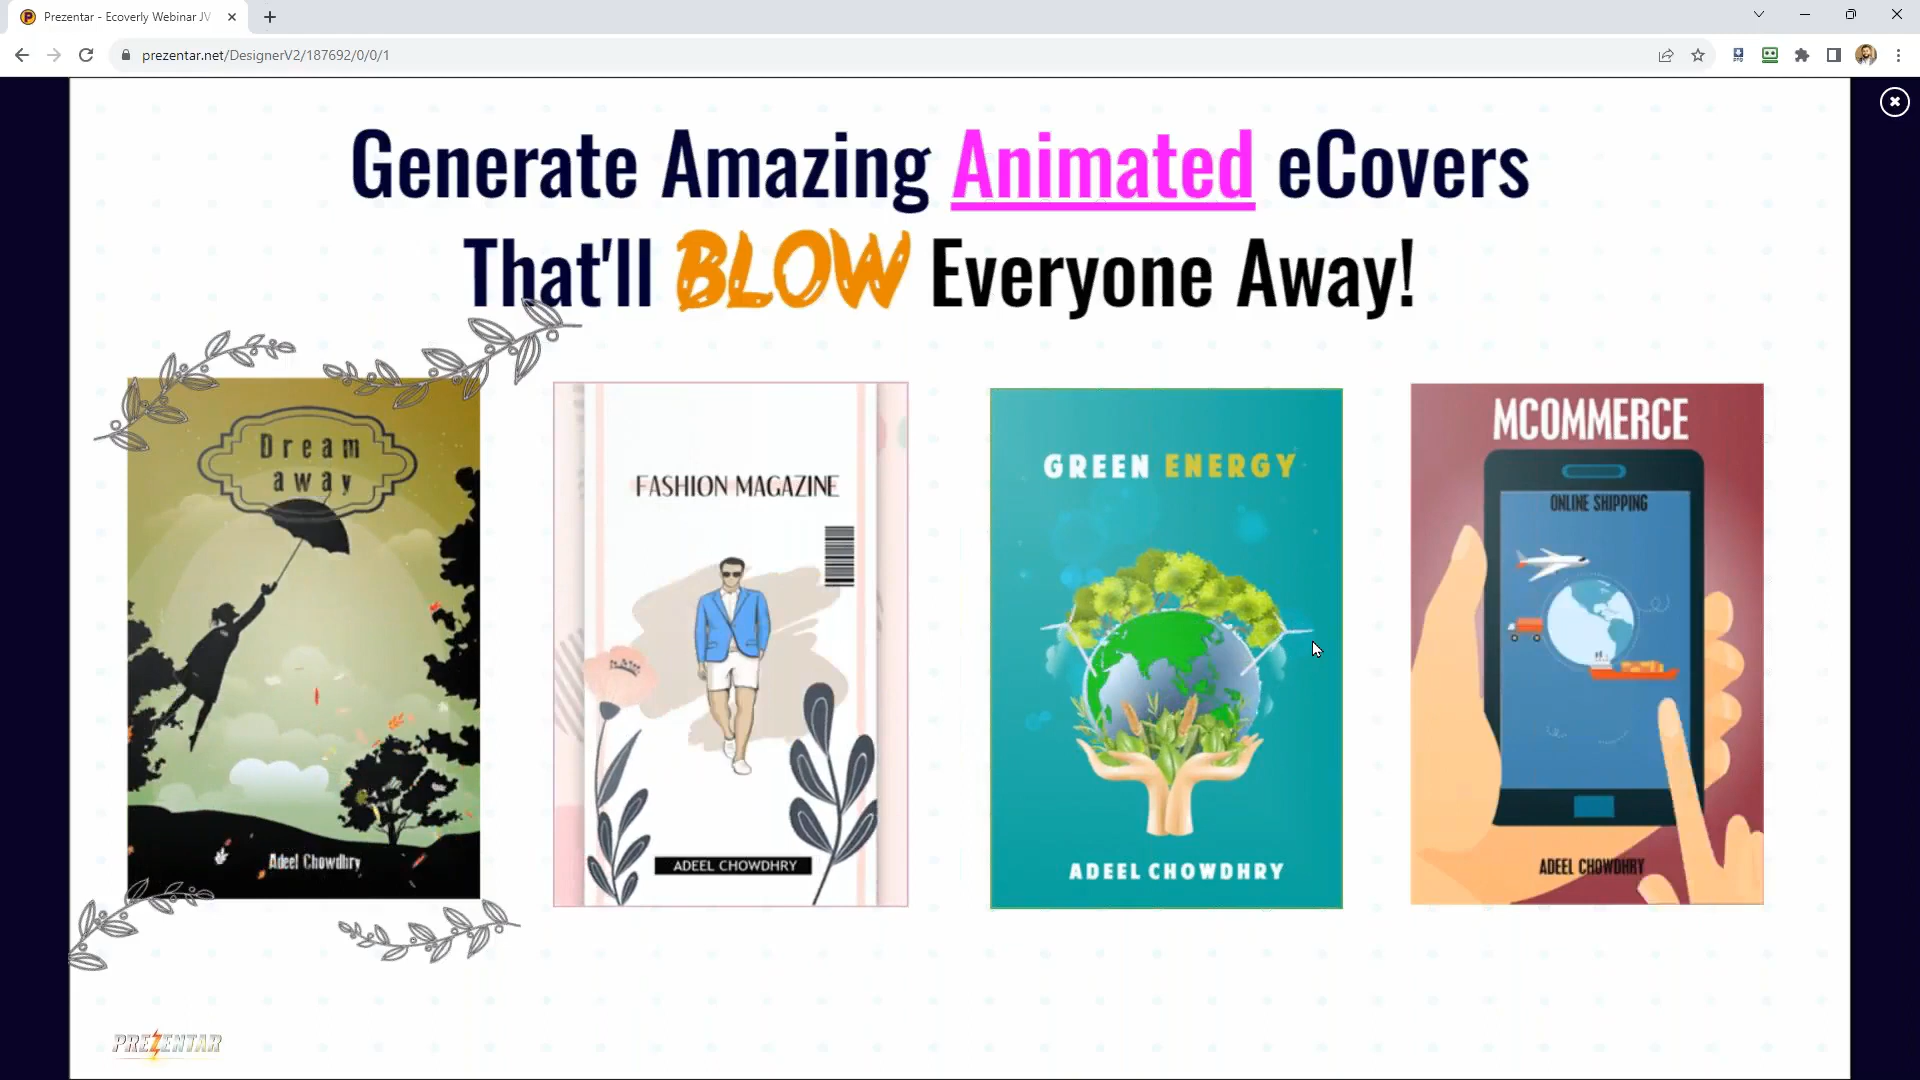 Prezentar - Ecoverly Webinar JV
prezentar.net/DesignerV2/187692/0/0/1
Generate Amazing Animated eCovers
That'll BLOW Everyone Away!
Dream
away
Adeel Chowdhry
FASHION MAGAZINE
ADEEL CHOWDHRY
GREEN ENERGY
ADEEL CHOWDHRY
MCOMMERCE
ONLINE SHIPPING
ADEEL CHOWDHRY
PREZENTAR